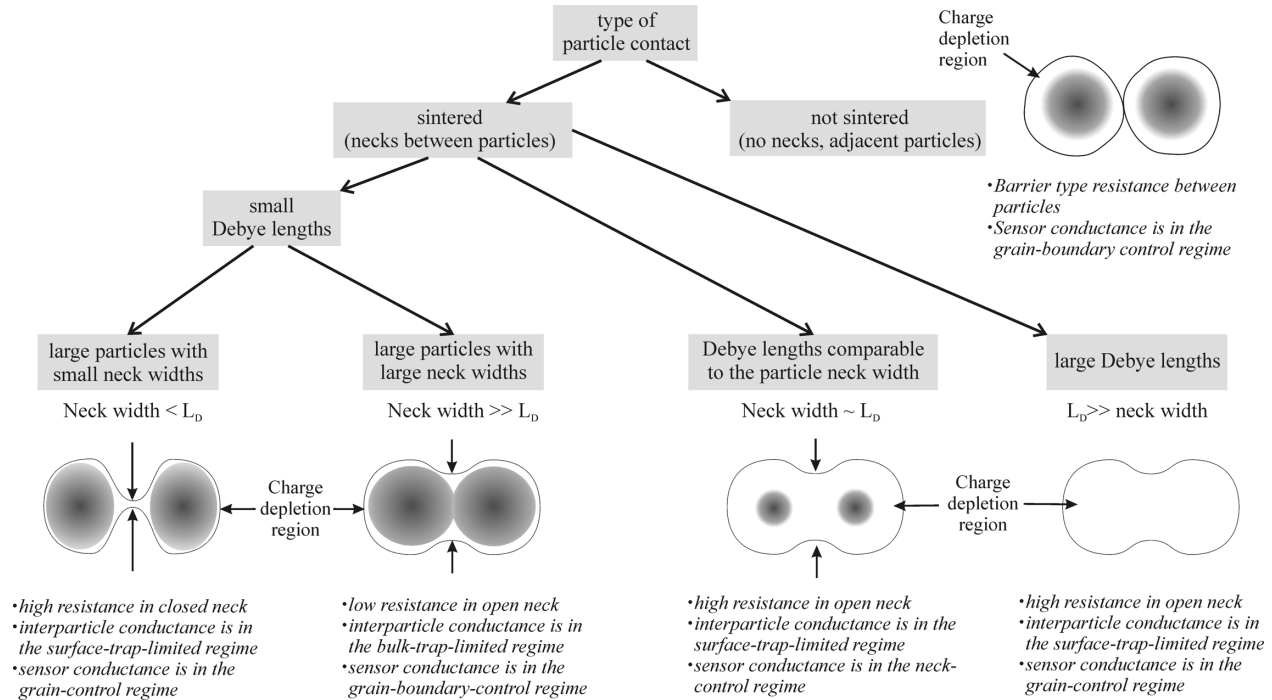 type of
particle contact
Charge
depletion
region
sintered
(necks between particles)
not sintered
(no necks, adjacent particles)
•Barrier type resistance between
particles
•Sensor conductance is in the
grain-boundary control regime
small
Debye lengths
large particles with
small neck widths
Neck width < L_D
large particles with
large neck widths
Neck width >> L_D
Debye lengths comparable
to the particle neck width
Neck width ~ L_D
large Debye lengths
L_D>> neck width
Charge
depletion
region
Charge
depletion
region
•high resistance in closed neck
•interparticle conductance is in
the surface-trap-limited regime
•sensor conductance is in the
grain-control regime
•low resistance in open neck
•interparticle conductance is in
the bulk-trap-limited regime
•sensor conductance is in the
grain-boundary-control regime
•high resistance in open neck
•interparticle conductance is in the
surface-trap-limited regime
•sensor conductance is in the neck-
control regime
•high resistance in open neck
•interparticle conductance is in
the surface-trap-limited regime
•sensor conductance is in the
grain-control regime